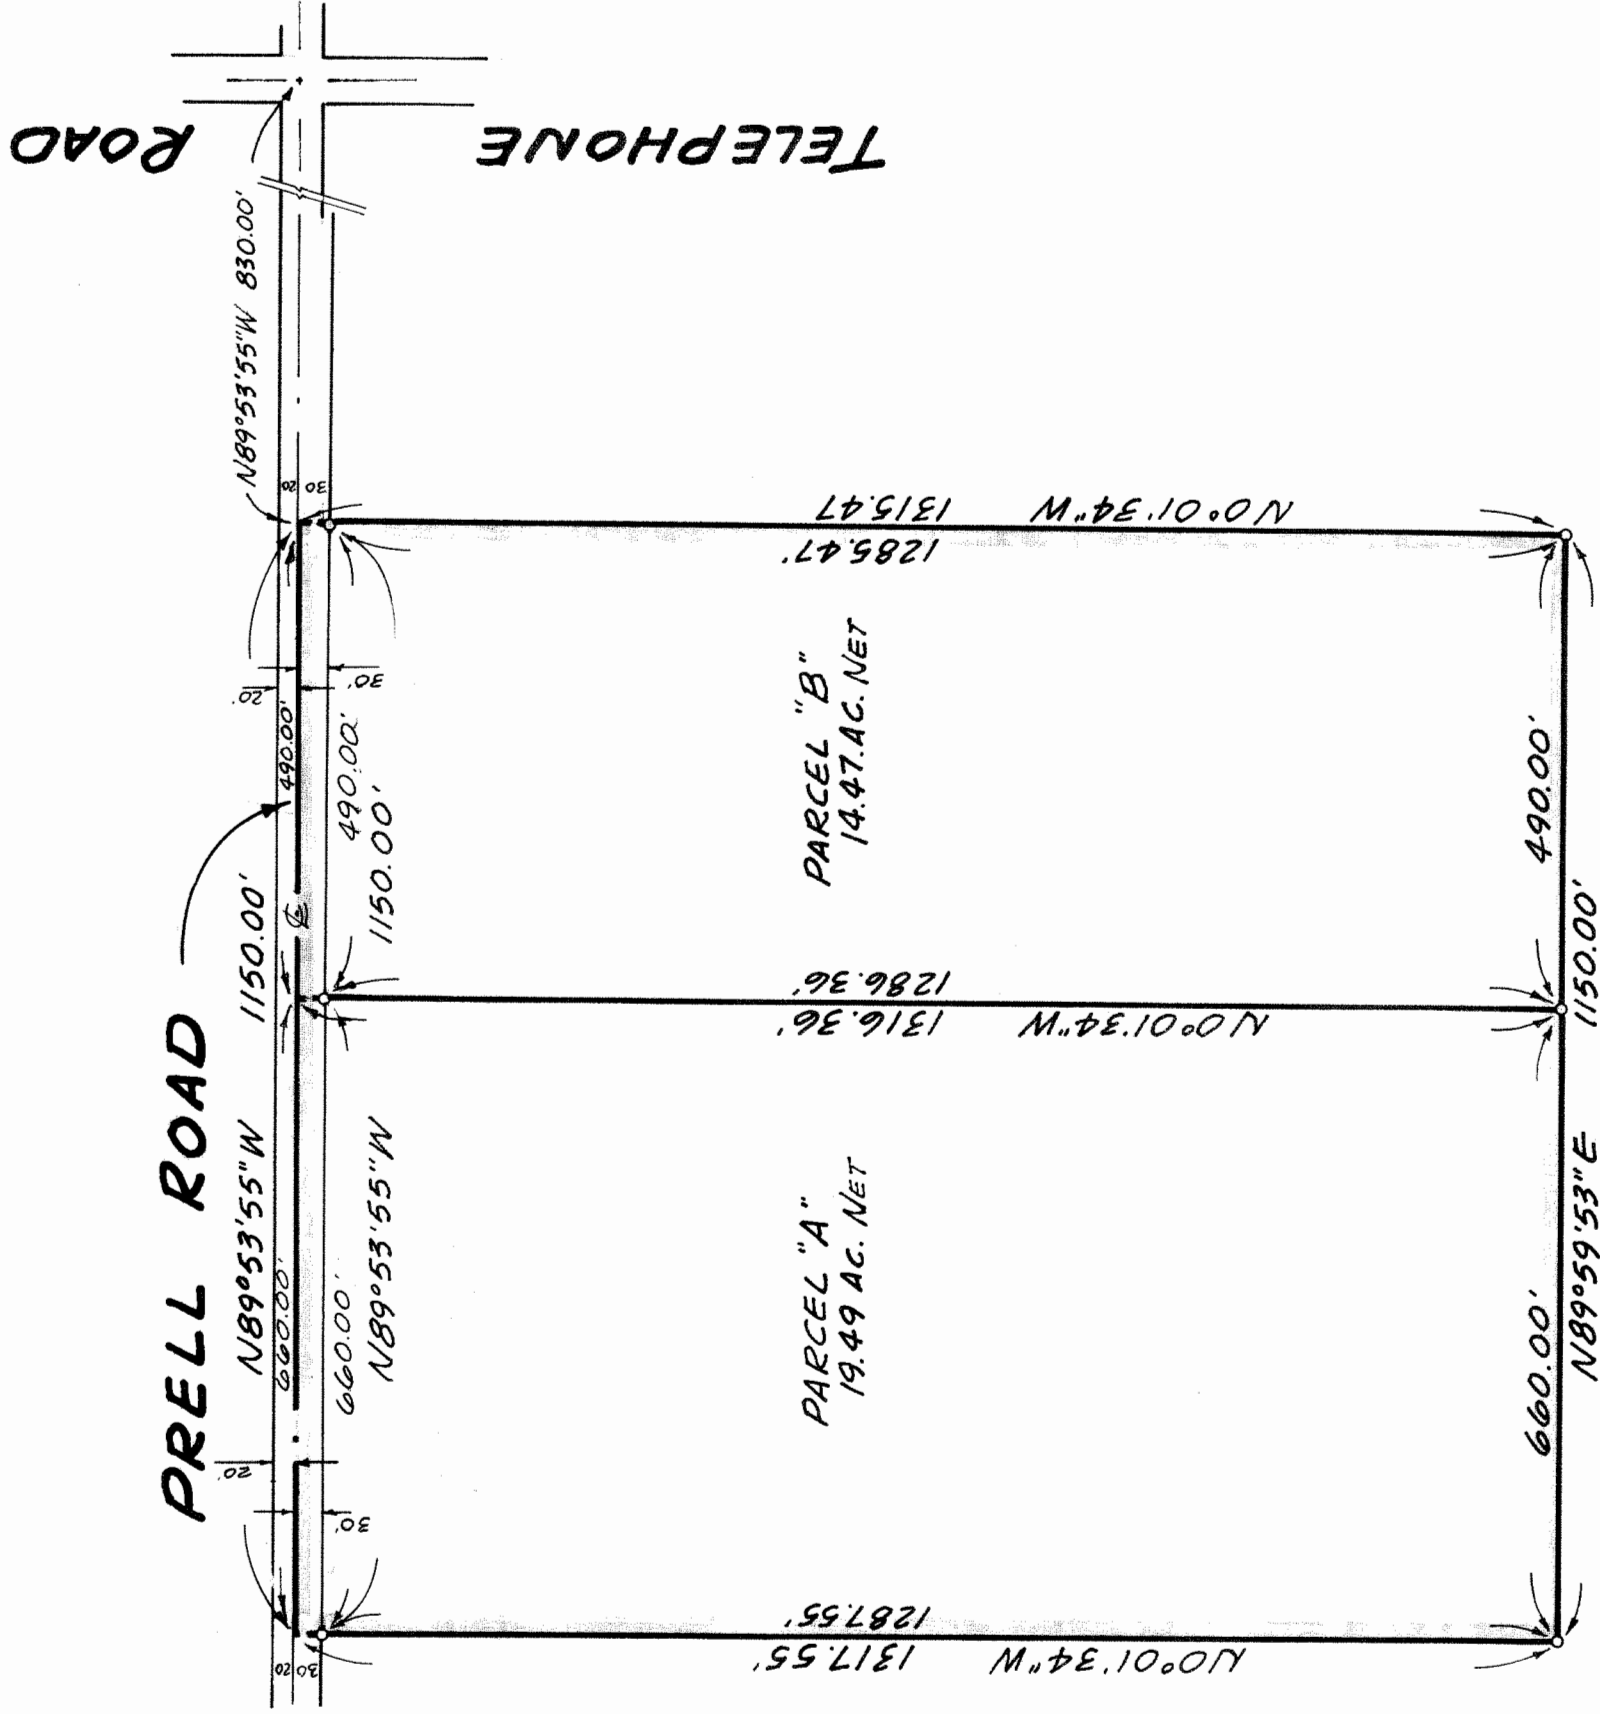 TELEPHONE ROAD
N89°53'55"W 830.00'
PRELL ROAD
N89°53'55"W 1150.00'
660.00'
490.00'
20'
30'
20'
30'
30 20
30 20
℄
660.00'
490.00'
N89°53'55"W 1150.00'
1315.47 N0°01'34"W
1285.47'
PARCEL "B"
14.47.AC. NET
1286.36'
1316.36' N0°01'34"W
PARCEL "A"
19.49 AC. NET
1287.55'
1317.55' N0°01'34"W
660.00'
490.00'
N89°59'53"E 1150.00'